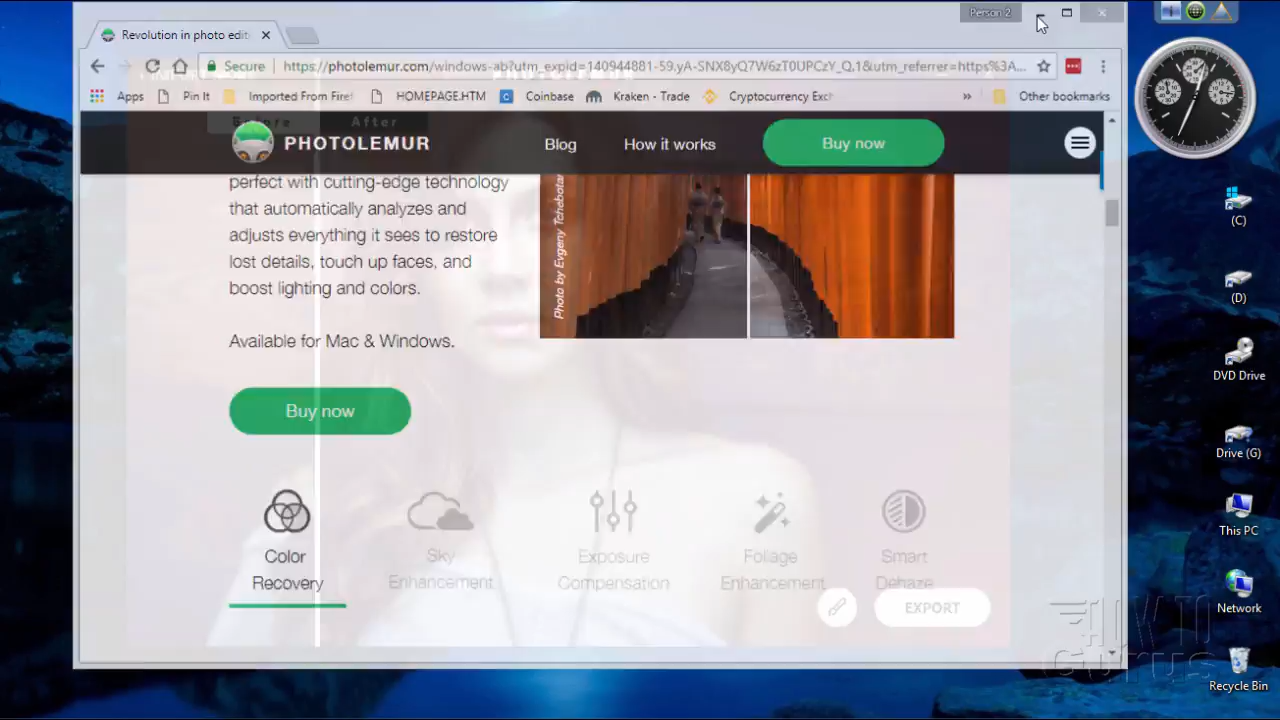 Person 2
Revolution in photo edit
Secure
https://photolemur.com/windows-ab?utm_expid=140944881-59.yA-SNX8yQ7W6zT0UPCzY_Q.1&utm_referrer=https%3A...
Apps
Pin It
Imported From Firef
HOMEPAGE.HTM
Coinbase
Kraken - Trade
Cryptocurrency Exch
»
Other bookmarks
Before
After
PHOTOLEMUR
Blog
How it works
Buy now
perfect with cutting-edge technology
that automatically analyzes and
adjusts everything it sees to restore
lost details, touch up faces, and
boost lighting and colors.
Photo by Evgeny Tchebotar
Available for Mac & Windows.
Buy now
Color
Recovery
Sky
Enhancement
Exposure
Compensation
Foliage
Enhancement
Smart
Dehaze
EXPORT
(C)
(D)
DVD Drive
Drive (G)
This PC
Network
Recycle Bin
HOWTO
GURUS